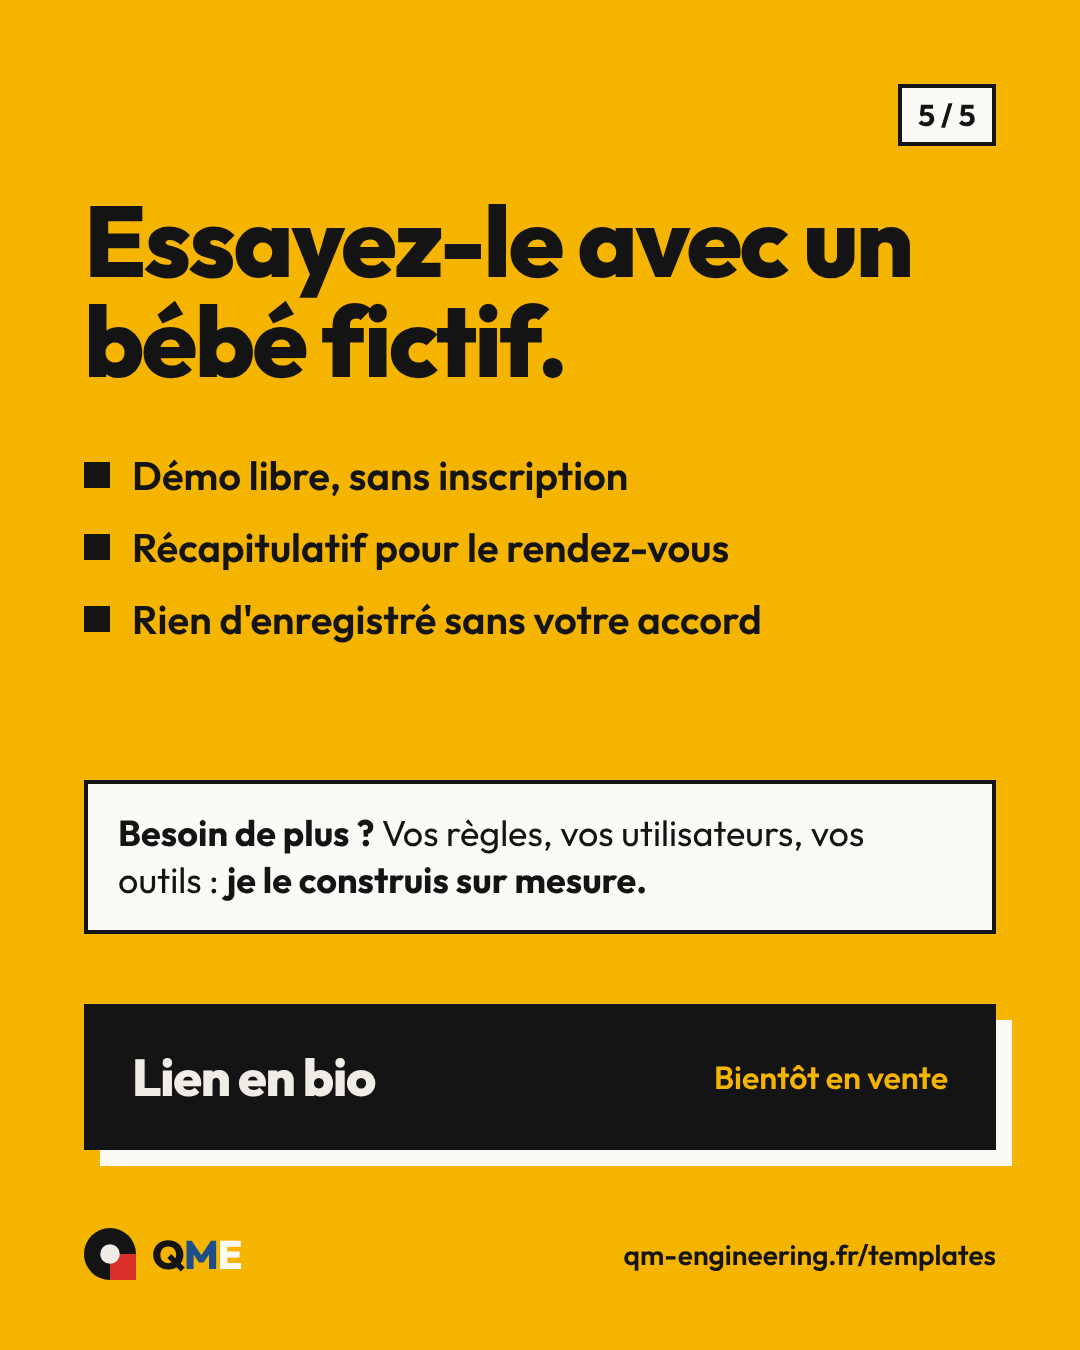 5 / 5
Essayez-le avec un
bébé fictif.
Démo libre, sans inscription
Récapitulatif pour le rendez-vous
Rien d'enregistré sans votre accord
Besoin de plus ? Vos règles, vos utilisateurs, vos
outils : je le construis sur mesure.
Lien en bio
Bientôt en vente
QME
qm-engineering.fr/templates